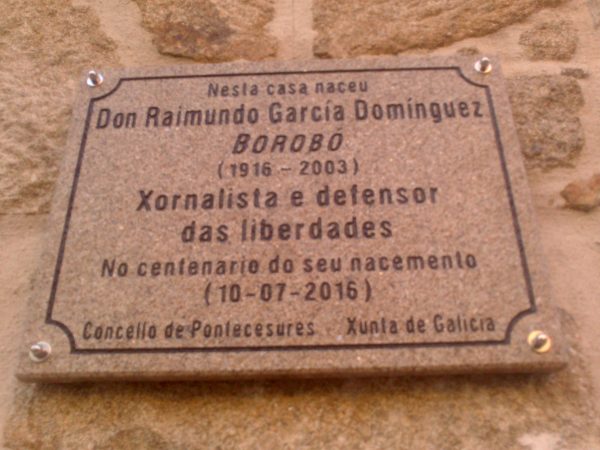 Nesta casa naceu
Don Raimundo García Domínguez
BOROBÓ
(1916 - 2003)
Xornalista e defensor
das liberdades
No centenario do seu nacemento
(10-07-2016)
Concello de Pontecesures - Xunta de Galicia